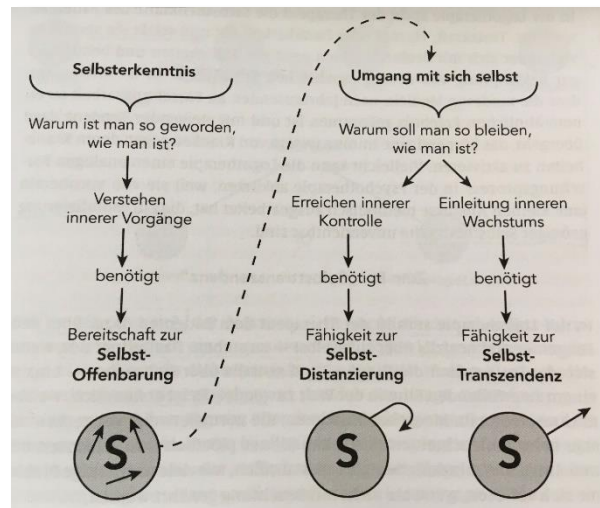 Selbsterkenntnis
Warum ist man so geworden,
wie man ist?
Verstehen
innerer Vorgänge
benötigt
Bereitschaft zur
Selbst-
Offenbarung
S
Umgang mit sich selbst
Warum soll man so bleiben,
wie man ist?
Erreichen innerer
Kontrolle
benötigt
Fähigkeit zur
Selbst-
Distanzierung
S
Einleitung inneren
Wachstums
benötigt
Fähigkeit zur
Selbst-
Transzendenz
S